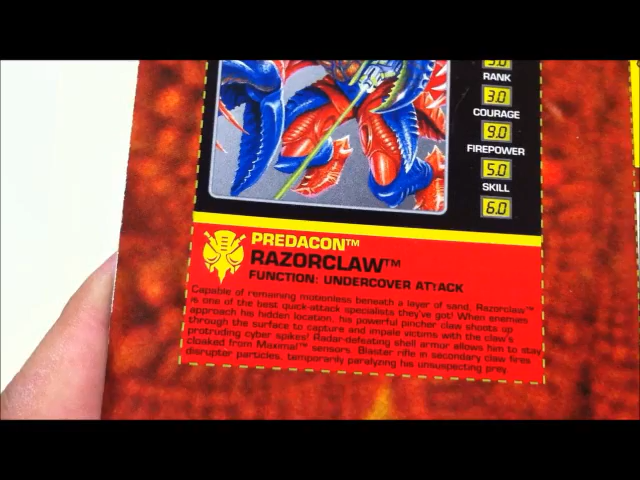 RANK
3.0
COURAGE
9.0
FIREPOWER
5.0
SKILL
6.0
PREDACON™
RAZORCLAW™
FUNCTION: UNDERCOVER ATTACK
Capable of remaining motionless beneath a layer of sand, Razorclaw™
is one of the best quick-attack specialists they've got! When enemies
approach his hidden location, his powerful pincher claw shoots up
through the surface to capture and impale victims with the claw's
protruding cyber spikes! Radar-defeating shell armor allows him to stay
cloaked from Maximal™ sensors. Blaster rifle in secondary claw fires
disrupter particles, temporarily paralyzing his unsuspecting prey.